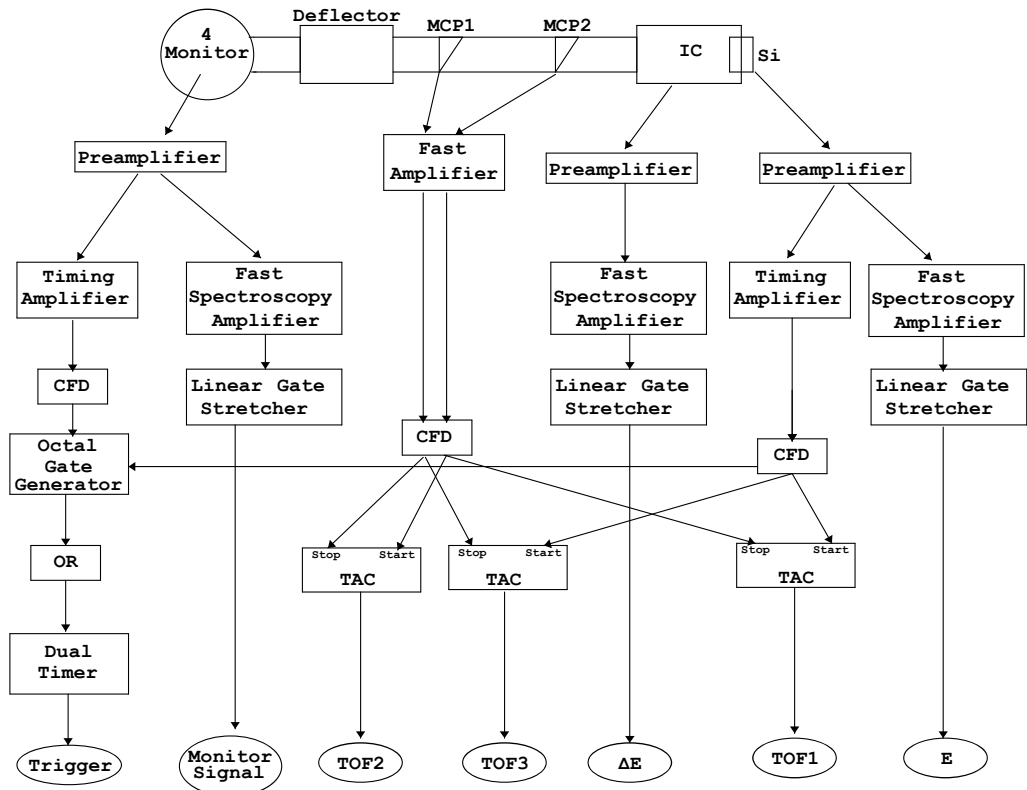 Deflector
4
Monitor
MCP1
MCP2
IC
Si
Preamplifier
Fast
Amplifier
Preamplifier
Preamplifier
Timing
Amplifier
Fast
Spectroscopy
Amplifier
Fast
Spectroscopy
Amplifier
Timing
Amplifier
Fast
Spectroscopy
Amplifier
CFD
Linear Gate
Stretcher
Linear Gate
Stretcher
Linear Gate
Stretcher
Octal
Gate
Generator
CFD
CFD
OR
Stop Start
TAC
Stop Start
TAC
Stop Start
TAC
Dual
Timer
Trigger
Monitor
Signal
TOF2
TOF3
ΔE
TOF1
E